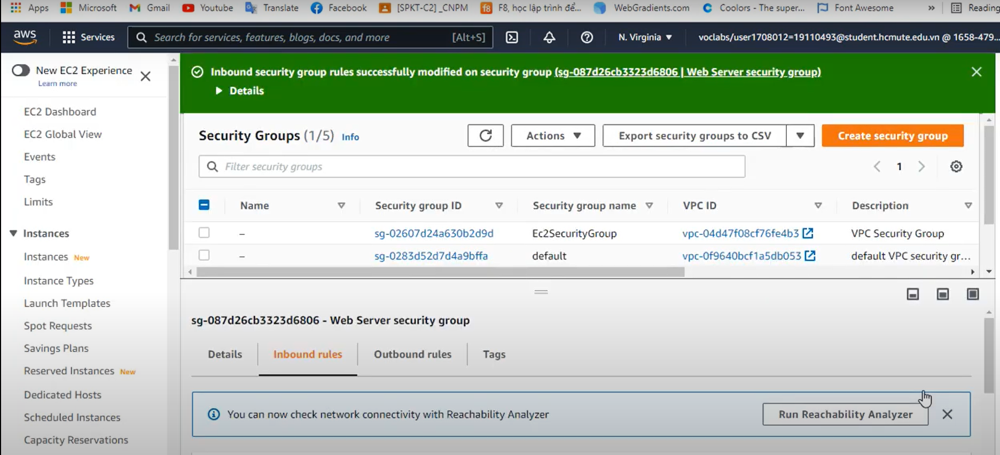 Apps Microsoft Gmail Youtube Translate Facebook [SPKT-C2] _CNPM F8, học lập trình để... WebGradients.com Coolors - The super... Font Awesome » Reading
aws Services Search for services, features, blogs, docs, and more [Alt+S] N. Virginia ▼ voclabs/user1708012=19110493@student.hcmute.edu.vn @ 1658-479...
New EC2 Experience
Learn more
EC2 Dashboard
EC2 Global View
Events
Tags
Limits
Instances
Instances New
Instance Types
Launch Templates
Spot Requests
Savings Plans
Reserved Instances New
Dedicated Hosts
Scheduled Instances
Capacity Reservations
Inbound security group rules successfully modified on security group (sg-087d26cb3323d6806 | Web Server security group)
Details
Security Groups (1/5) Info
Actions Export security groups to CSV Create security group
Filter security groups
1
Name Security group ID Security group name VPC ID Description
– sg-02607d24a630b2d9d Ec2SecurityGroup vpc-04d47f08cf76fe4b3 VPC Security Group
– sg-0283d52d7d4a9bffa default vpc-0f9640bcf1a5db053 default VPC security gr...
sg-087d26cb3323d6806 - Web Server security group
Details Inbound rules Outbound rules Tags
You can now check network connectivity with Reachability Analyzer Run Reachability Analyzer